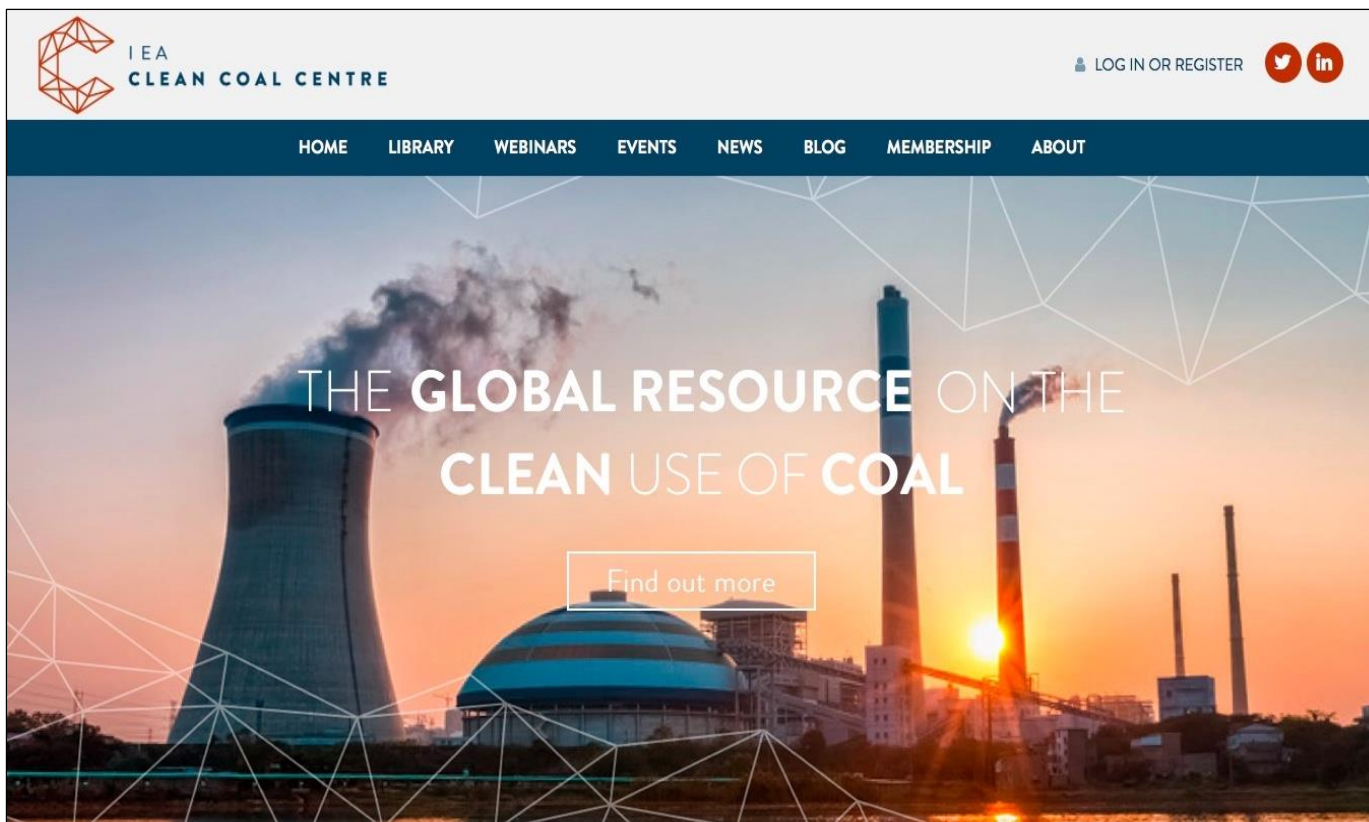 IEA
CLEAN COAL CENTRE
LOG IN OR REGISTER
in
HOME LIBRARY WEBINARS EVENTS NEWS BLOG MEMBERSHIP ABOUT
THE GLOBAL RESOURCE ON THE
CLEAN USE OF COAL
Find out more